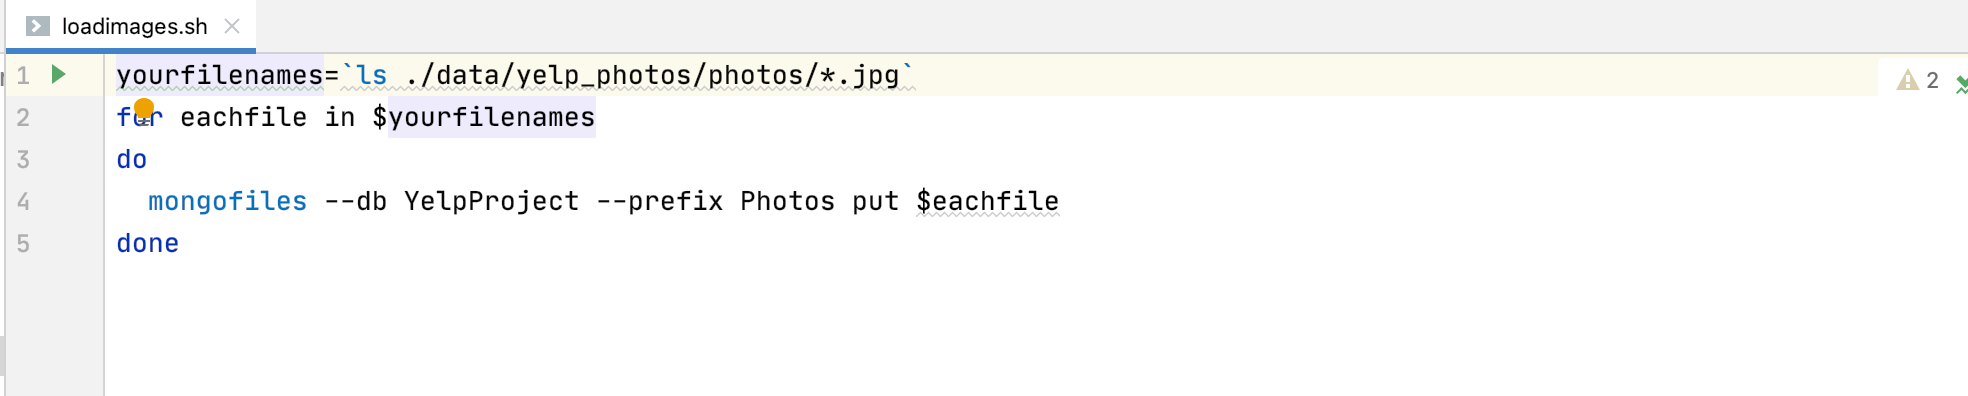 loadimages.sh
1 yourfilenames=`ls ./data/yelp_photos/photos/*.jpg` 2
2 for eachfile in $yourfilenames
3 do
4 mongofiles --db YelpProject --prefix Photos put $eachfile
5 done